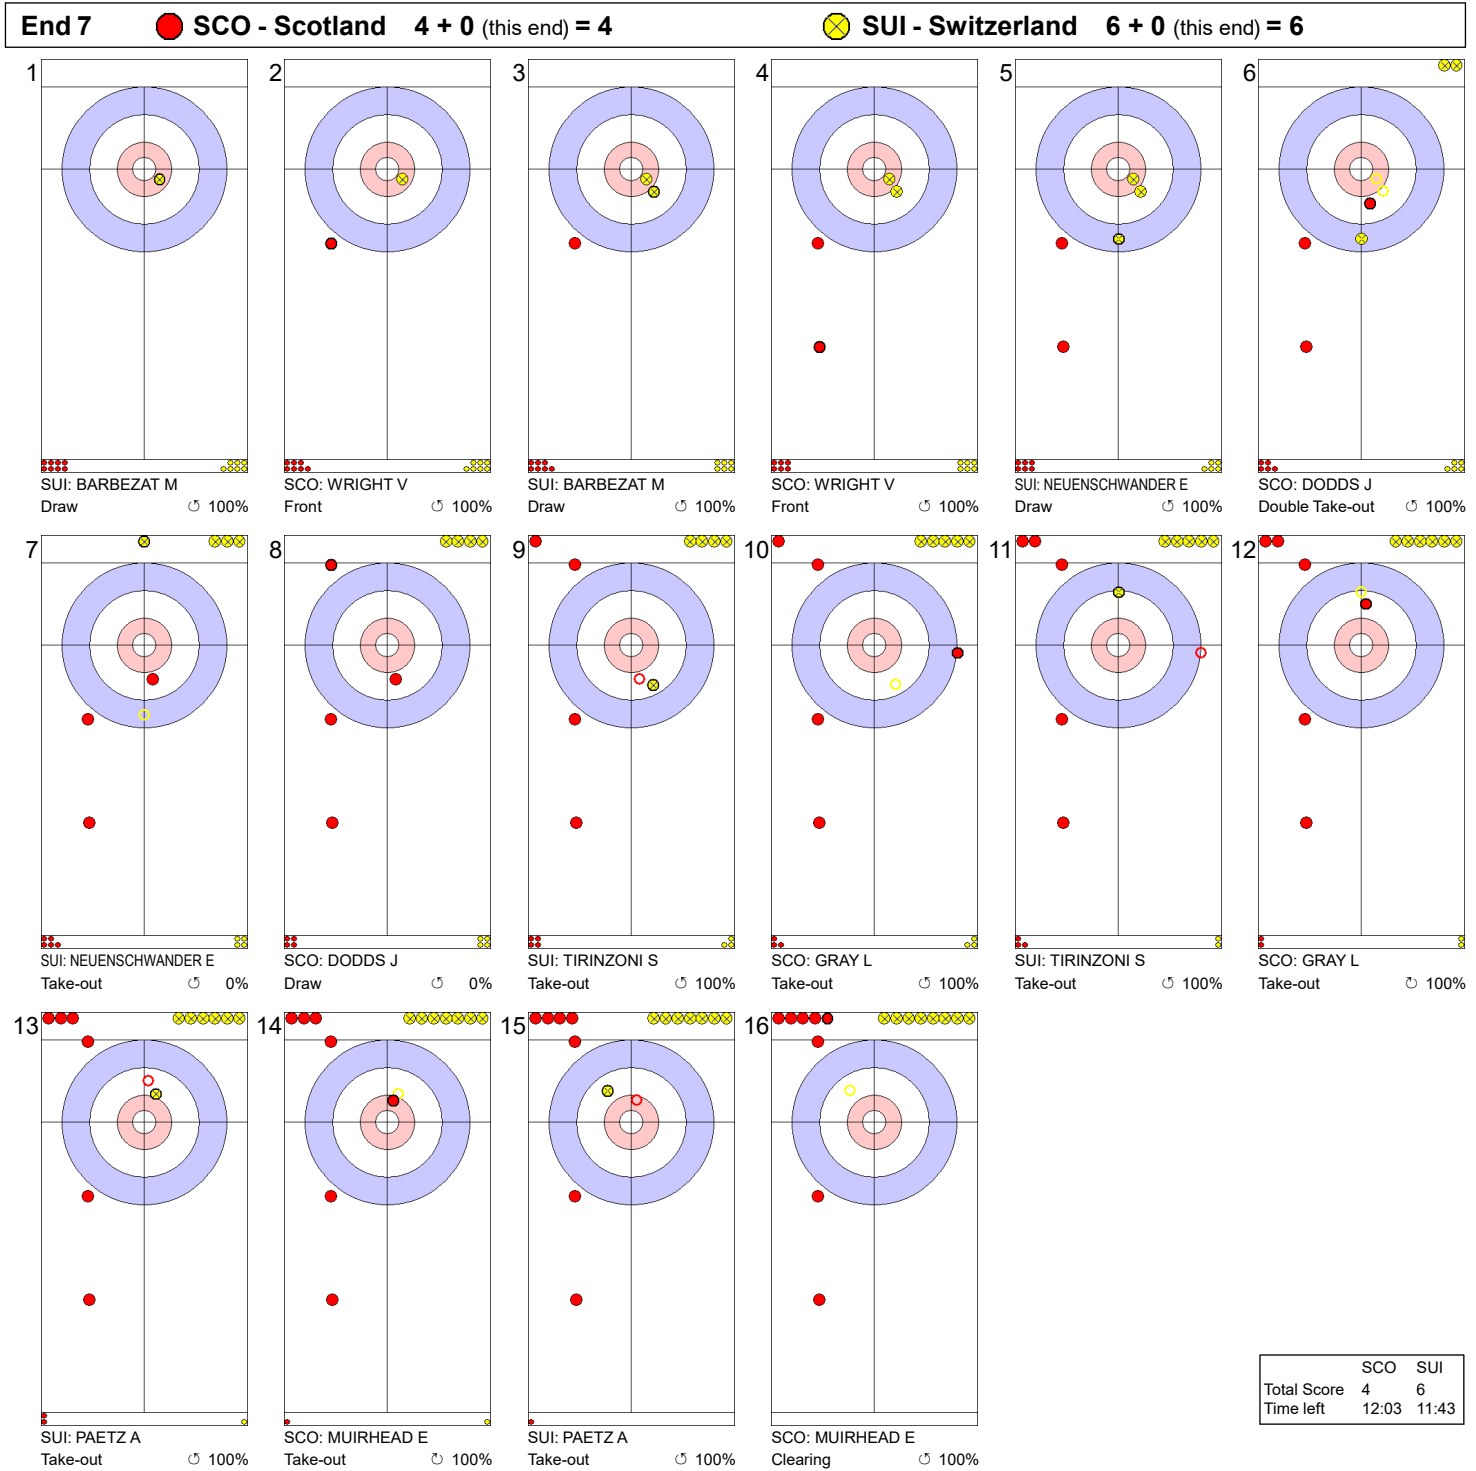 End 7 SCO - Scotland 4 + 0 (this end) = 4 SUI - Switzerland 6 + 0 (this end) = 6
1 2 3 4 5 6
SUI: BARBEZAT M SCO: WRIGHT V SUI: BARBEZAT M SCO: WRIGHT V SUI: NEUENSCHWANDER E SCO: DODDS J
Draw ↺ 100% Front ↺ 100% Draw ↺ 100% Front ↺ 100% Draw ↺ 100% Double Take-out ↺ 100%
7 8 9 10 11 12
SUI: NEUENSCHWANDER E SCO: DODDS J SUI: TIRINZONI S SCO: GRAY L SUI: TIRINZONI S SCO: GRAY L
Take-out ↺ 0% Draw ↺ 0% Take-out ↺ 100% Take-out ↺ 100% Take-out ↺ 100% Take-out ↻ 100%
13 14 15 16
SCO SUI
Total Score 4 6
Time left 12:03 11:43
SUI: PAETZ A SCO: MUIRHEAD E SUI: PAETZ A SCO: MUIRHEAD E
Take-out ↺ 100% Take-out ↻ 100% Take-out ↺ 100% Clearing ↺ 100%